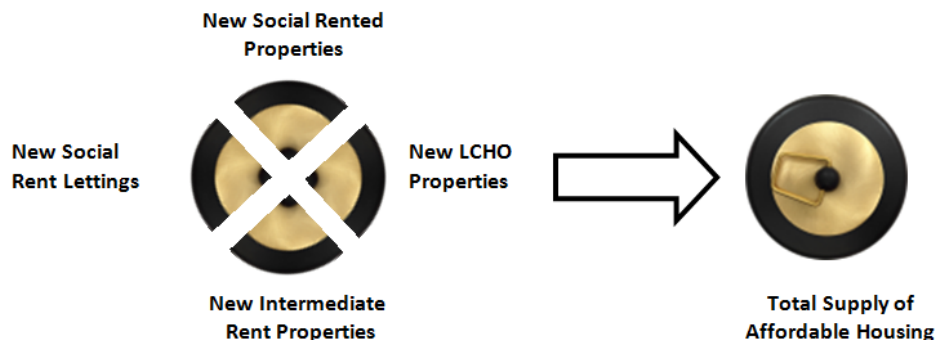 New Social Rented
Properties
New Social
Rent Lettings
New LCHO
Properties
New Intermediate
Rent Properties
Total Supply of
Affordable Housing